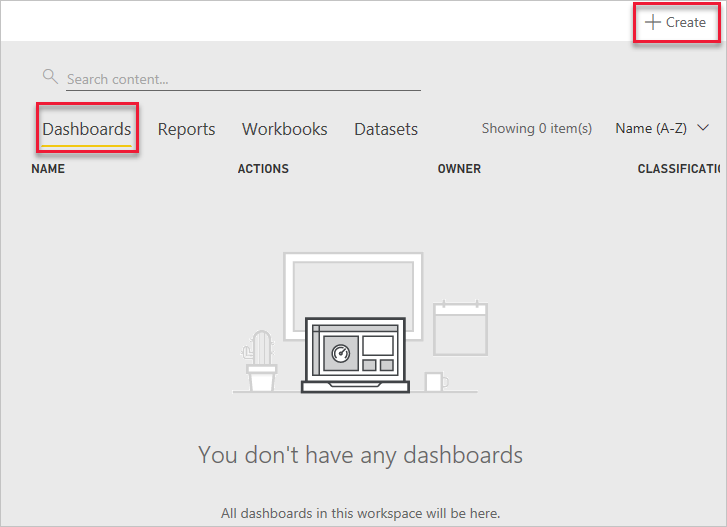 Create
Search content...
Dashboards Reports Workbooks Datasets Showing 0 item(s) Name (A-Z)
NAME ACTIONS OWNER CLASSIFICATIO
You don't have any dashboards
All dashboards in this workspace will be here.